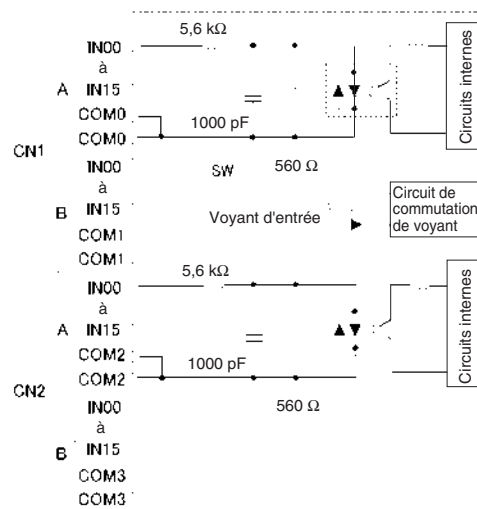 IN00
5,6 kΩ
à
A
IN15
COM0
COM0
1000 pF
560 Ω
Circuits internes
CN1
IN00
SW
à
B
IN15
Voyant d'entrée
Circuit de
commutation
de voyant
COM1
COM1
IN00
5,6 kΩ
à
A
IN15
COM2
COM2
1000 pF
560 Ω
Circuits internes
CN2
IN00
à
B
IN15
COM3
COM3